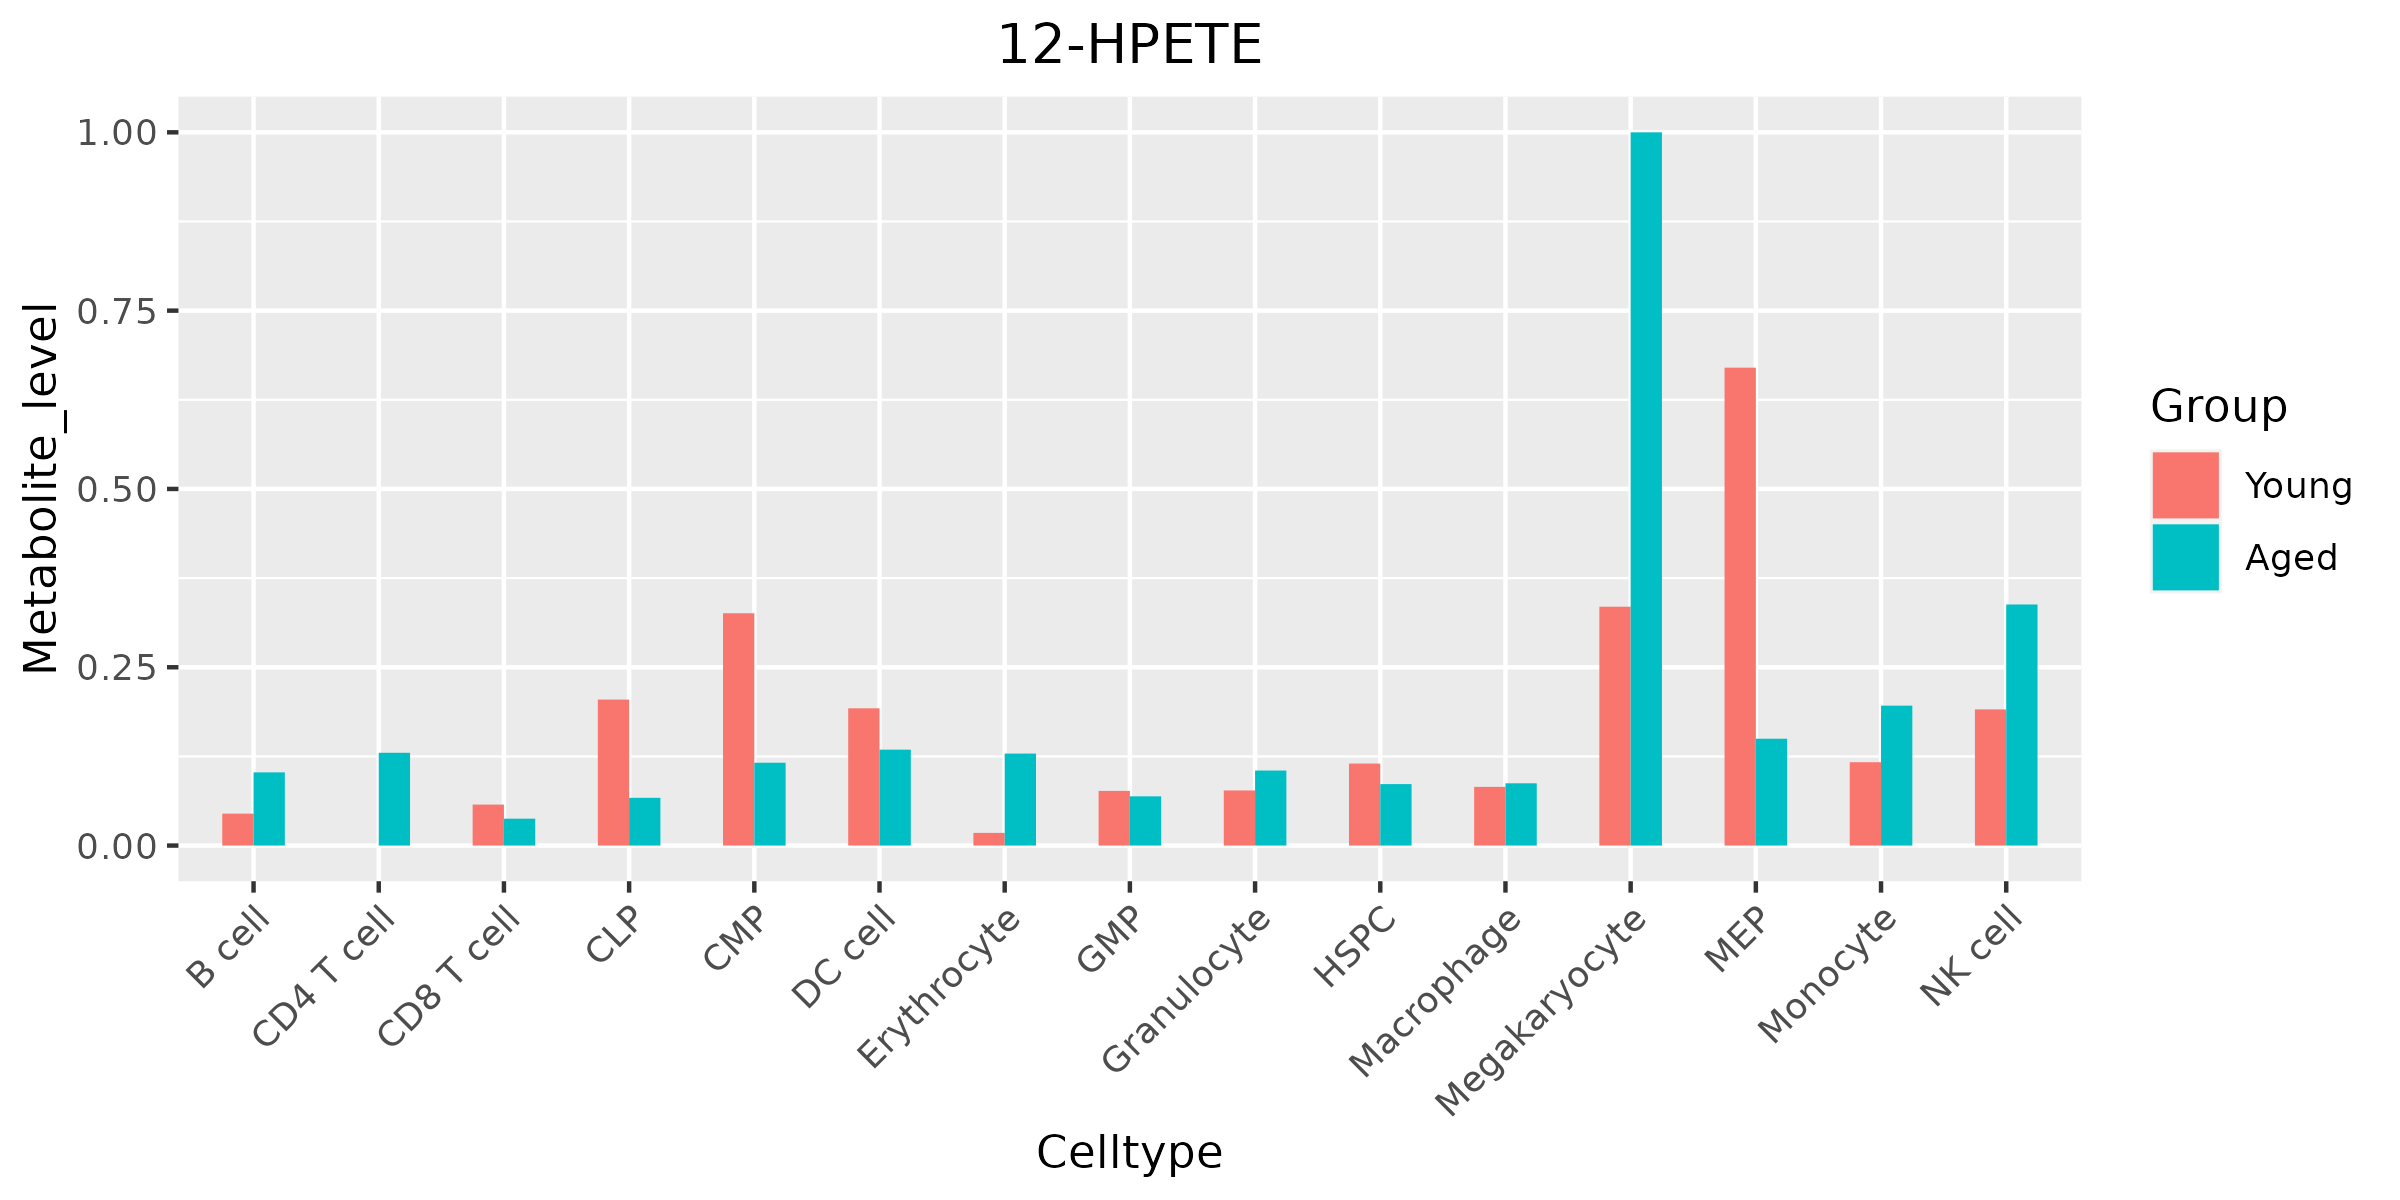 12-HPETE
Metabolite_level
1.00
0.75
0.50
0.25
0.00
B cell
CD4 T cell
CD8 T cell
CLP
CMP
DC cell
Erythrocyte
GMP
Granulocyte
HSPC
Macrophage
Megakaryocyte
MEP
Monocyte
NK cell
Celltype
Group
Young
Aged